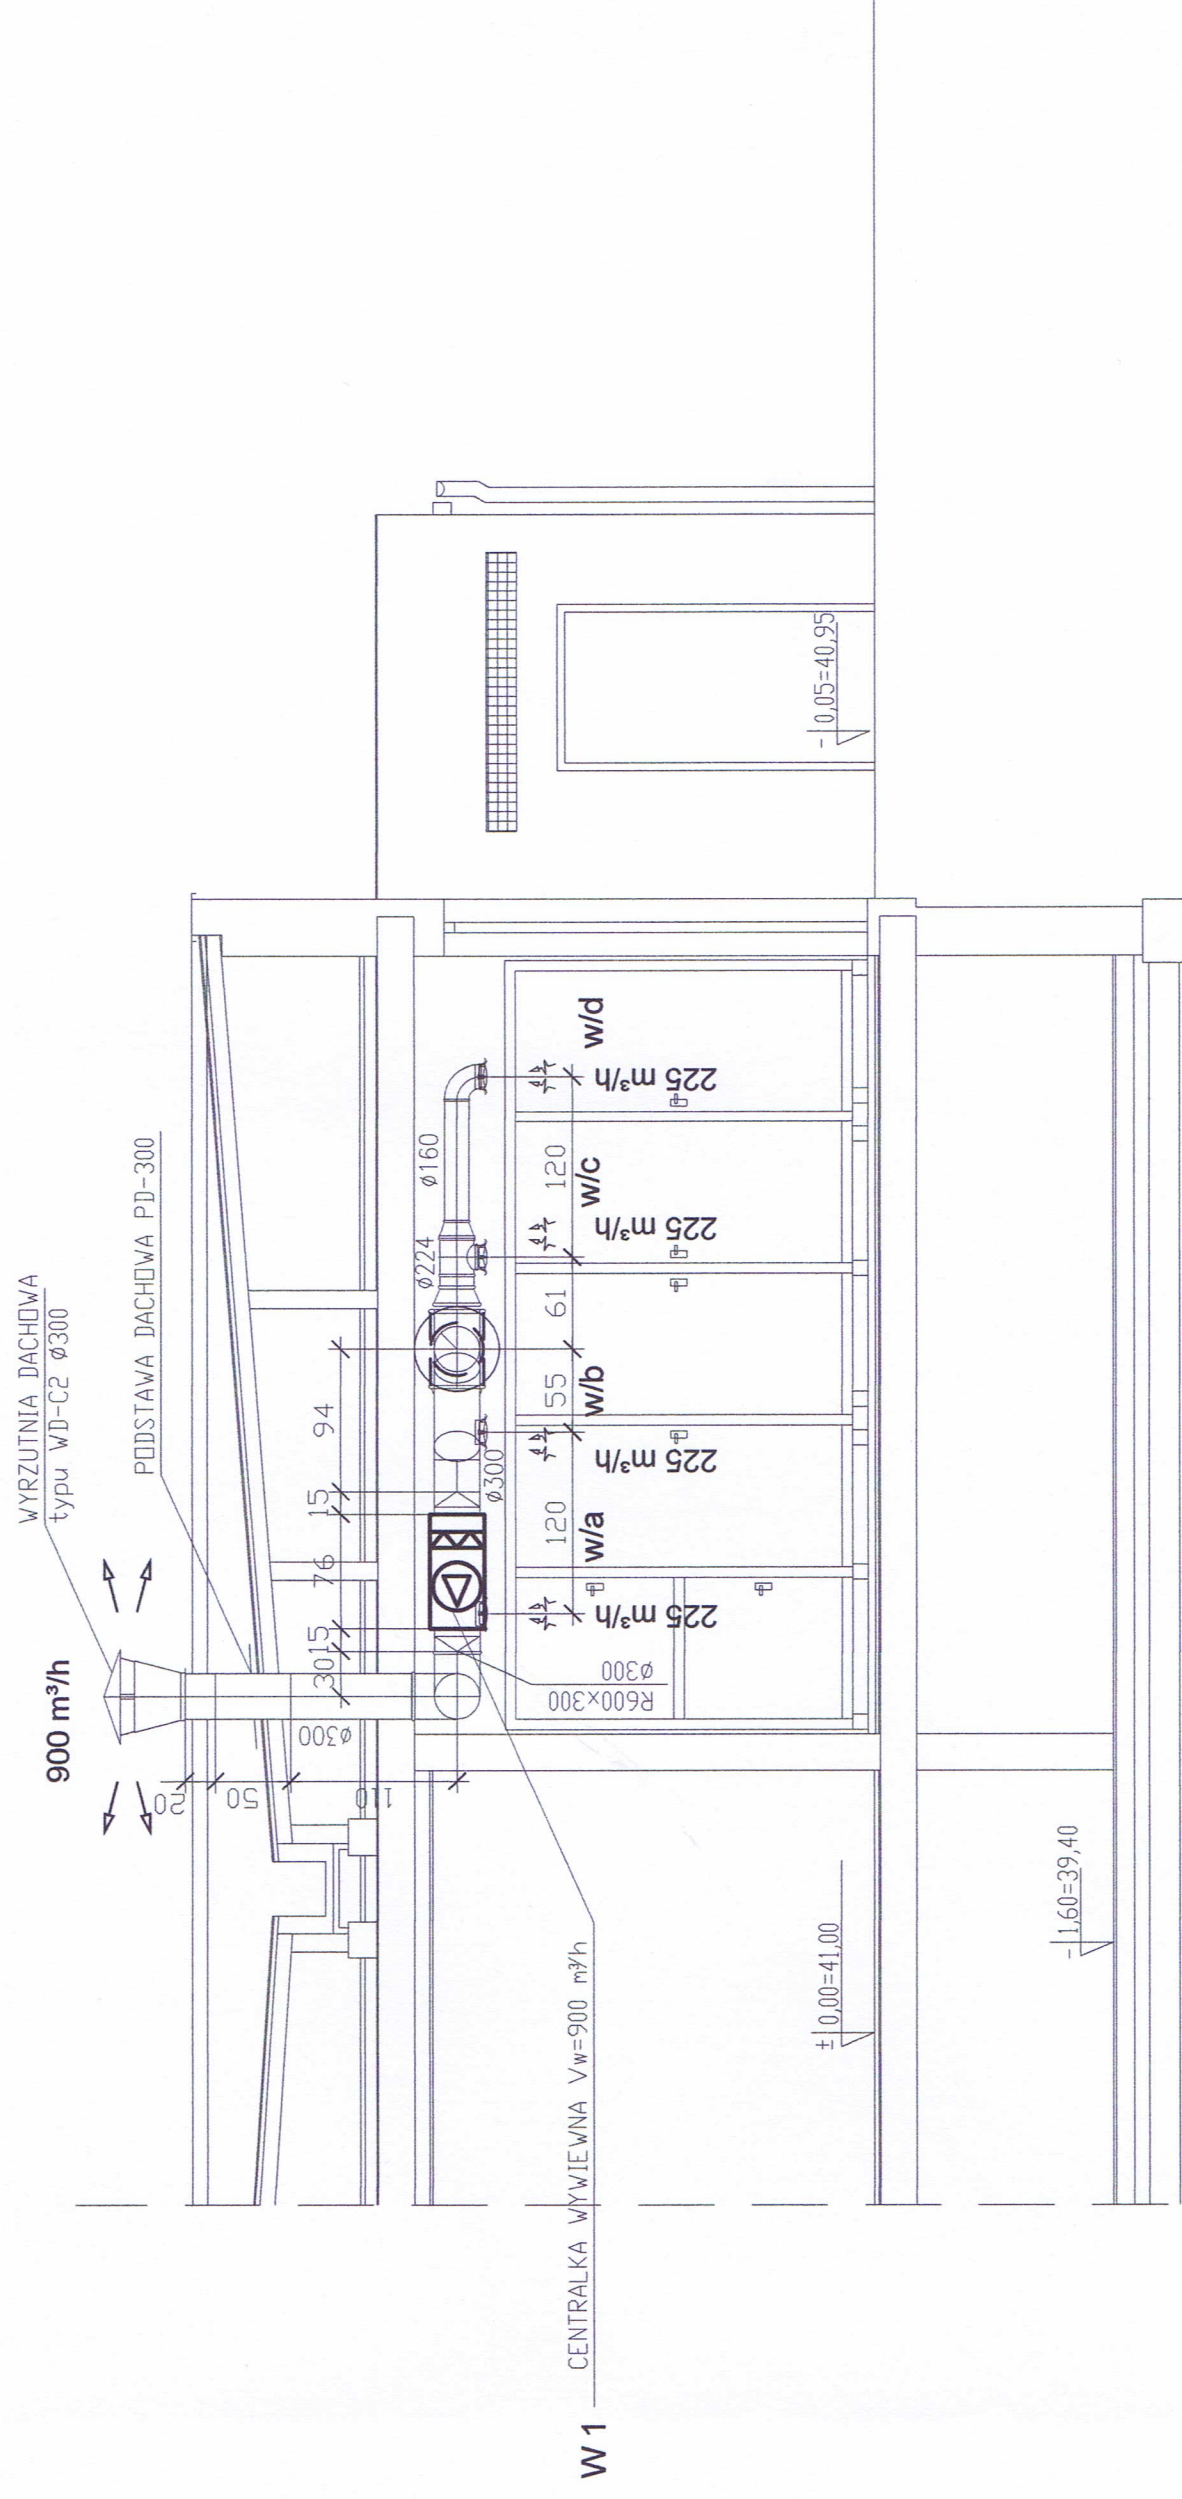 WYRZUTNIA DACHOWA
typu WD-C2 ø300
PODSTAWA DACHOWA PD-300
900 m³/h
20
50
110
ø300
30
15
76
15
94
ø300
ø224
ø160
R600x300
ø300
120
55
61
120
w/a
w/b
w/c
w/d
225 m³/h
225 m³/h
225 m³/h
225 m³/h
W 1
CENTRALKA WYWIEWNA Vw=900 m³/h
± 0,00=41,00
- 0,05=40,95
- 1,60=39,40